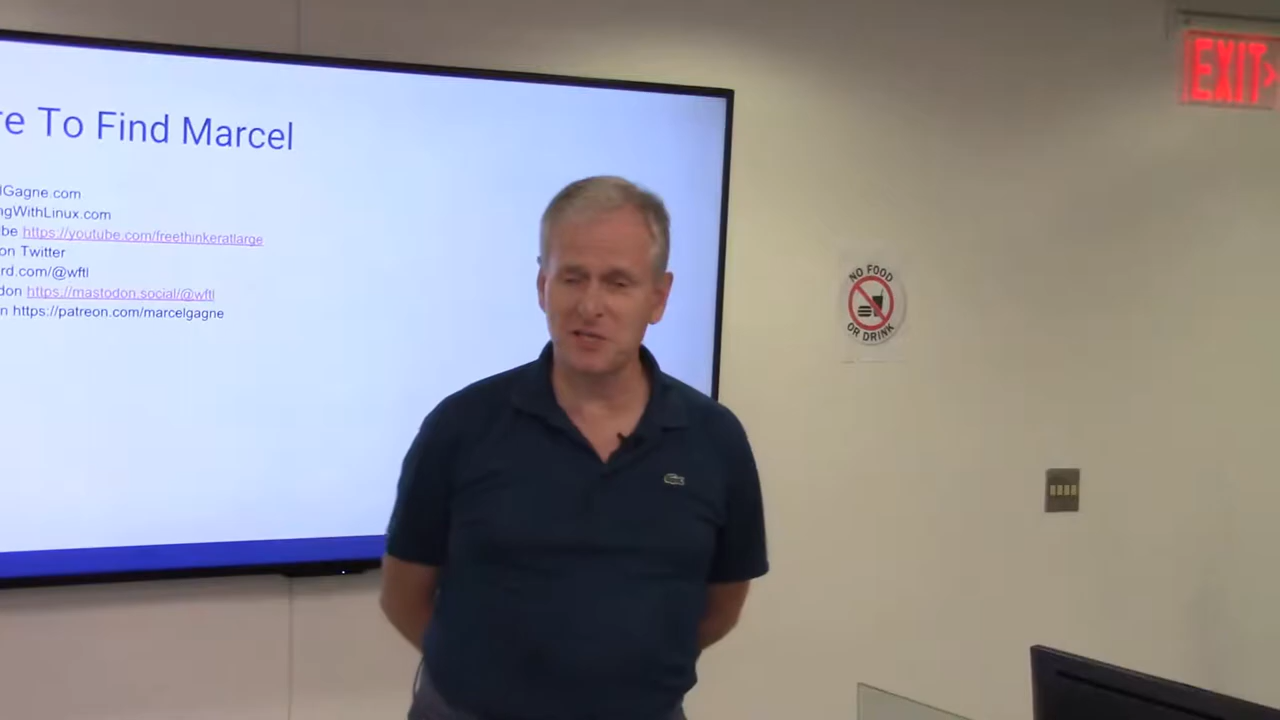 re To Find Marcel
lGagne.com
ngWithLinux.com
be https://youtube.com/freethinkeratlarge
on Twitter
rd.com/@wftl
don https://mastodon.social/@wftl
n https://patreon.com/marcelgagne
EXIT
NO FOOD
OR DRINK